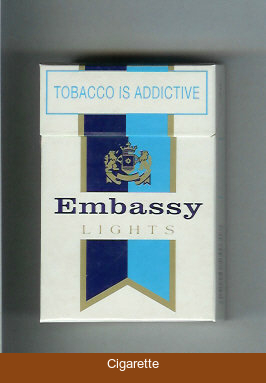 TOBACCO IS ADDICTIVE
Embassy
LIGHTS
Cigarette